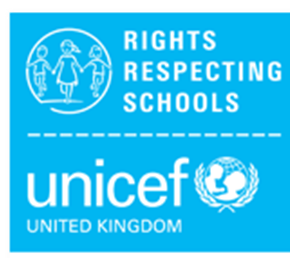 RIGHTS
RESPECTING
SCHOOLS
unicef
UNITED KINGDOM